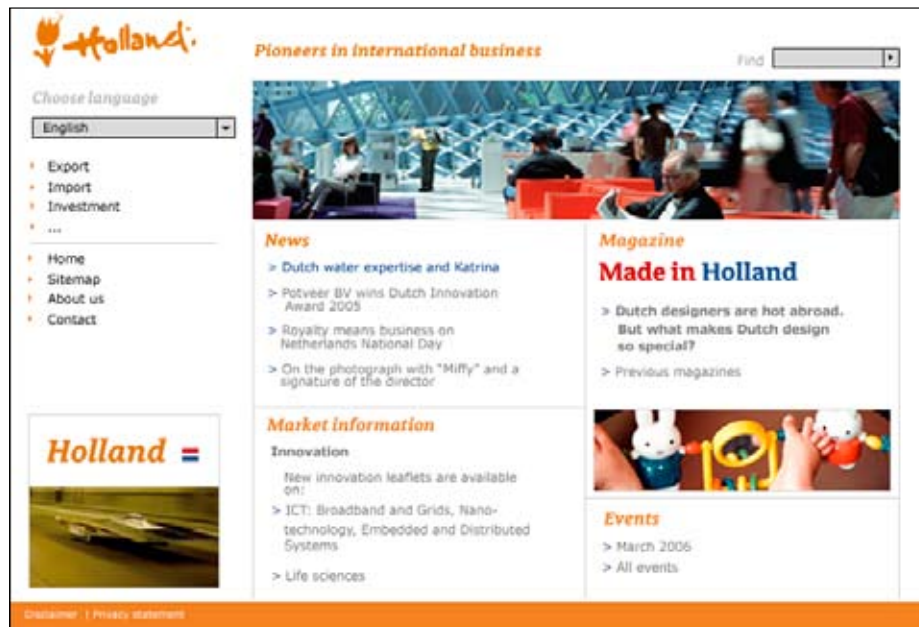 Holland.
Pioneers in international business
Find
Choose language
English
Export
Import
Investment
...
Home
Sitemap
About us
Contact
Holland
News
> Dutch water expertise and Katrina
> Potveer BV wins Dutch Innovation
Award 2005
> Royalty means business on
Netherlands National Day
> On the photograph with "Miffy" and a
signature of the director
Market information
Innovation
New innovation leaflets are available
on:
> ICT: Broadband and Grids, Nano-
technology, Embedded and Distributed
Systems
> Life sciences
Magazine
Made in Holland
> Dutch designers are hot abroad.
But what makes Dutch design
so special?
> Previous magazines
Events
> March 2006
> All events
Disclaimer | Privacy statement